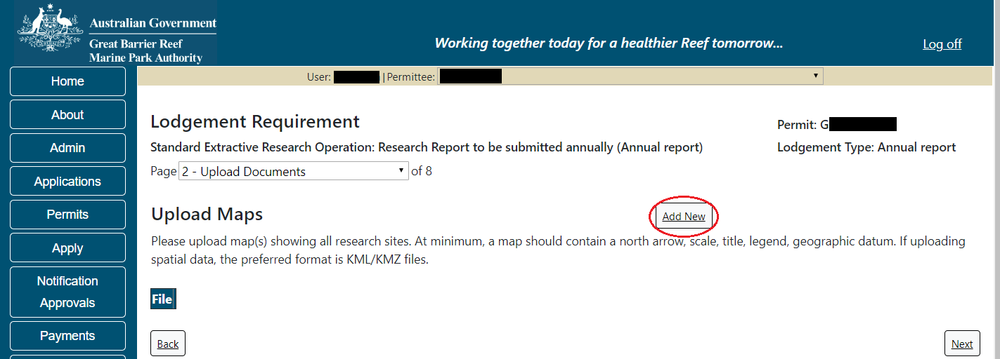 Australian Government
Great Barrier Reef
Marine Park Authority
Working together today for a healthier Reef tomorrow...
Log off
Home
About
Admin
Applications
Permits
Apply
Notification
Approvals
Payments
User: | Permittee:
Lodgement Requirement
Permit: G
Standard Extractive Research Operation: Research Report to be submitted annually (Annual report)
Lodgement Type: Annual report
Page 2 - Upload Documents of 8
Upload Maps
Add New
Please upload map(s) showing all research sites. At minimum, a map should contain a north arrow, scale, title, legend, geographic datum. If uploading
spatial data, the preferred format is KML/KMZ files.
File
Back
Next